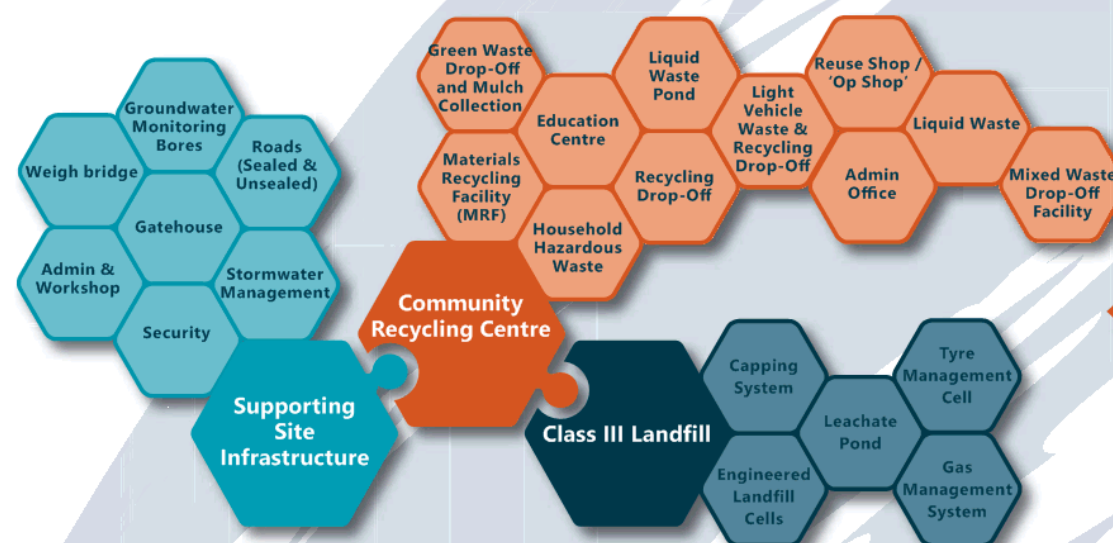 Groundwater
Monitoring
Bores
Weigh bridge
Roads
(Sealed &
Unsealed)
Gatehouse
Admin &
Workshop
Stormwater
Management
Security
Supporting
Site
Infrastructure
Green Waste
Drop-Off
and Mulch
Collection
Education
Centre
Liquid
Waste
Pond
Light
Vehicle
Waste &
Recycling
Drop-Off
Reuse Shop /
‘Op Shop’
Liquid Waste
Materials
Recycling
Facility
(MRF)
Recycling
Drop-Off
Admin
Office
Mixed Waste
Drop-Off
Facility
Household
Hazardous
Waste
Community
Recycling Centre
Class III Landfill
Capping
System
Tyre
Management
Cell
Leachate
Pond
Engineered
Landfill
Cells
Gas
Management
System